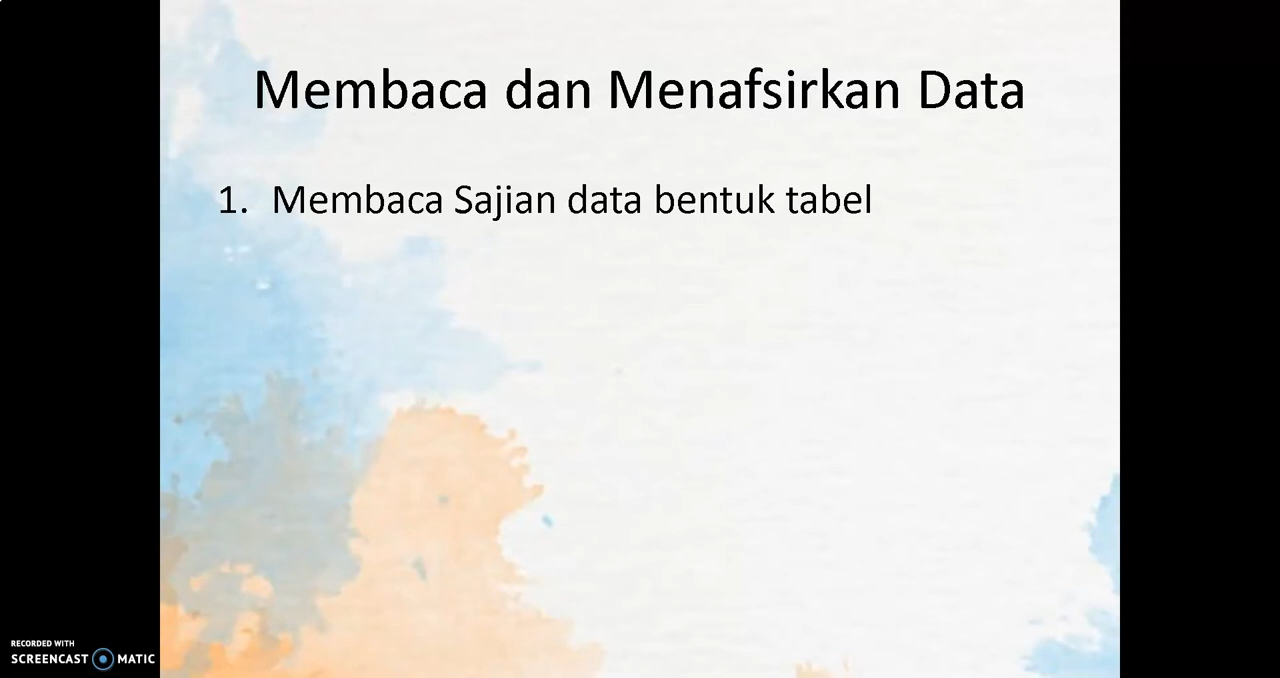 Membaca dan Menafsirkan Data
1. Membaca Sajian data bentuk tabel
RECORDED WITH
SCREENCAST MATIC